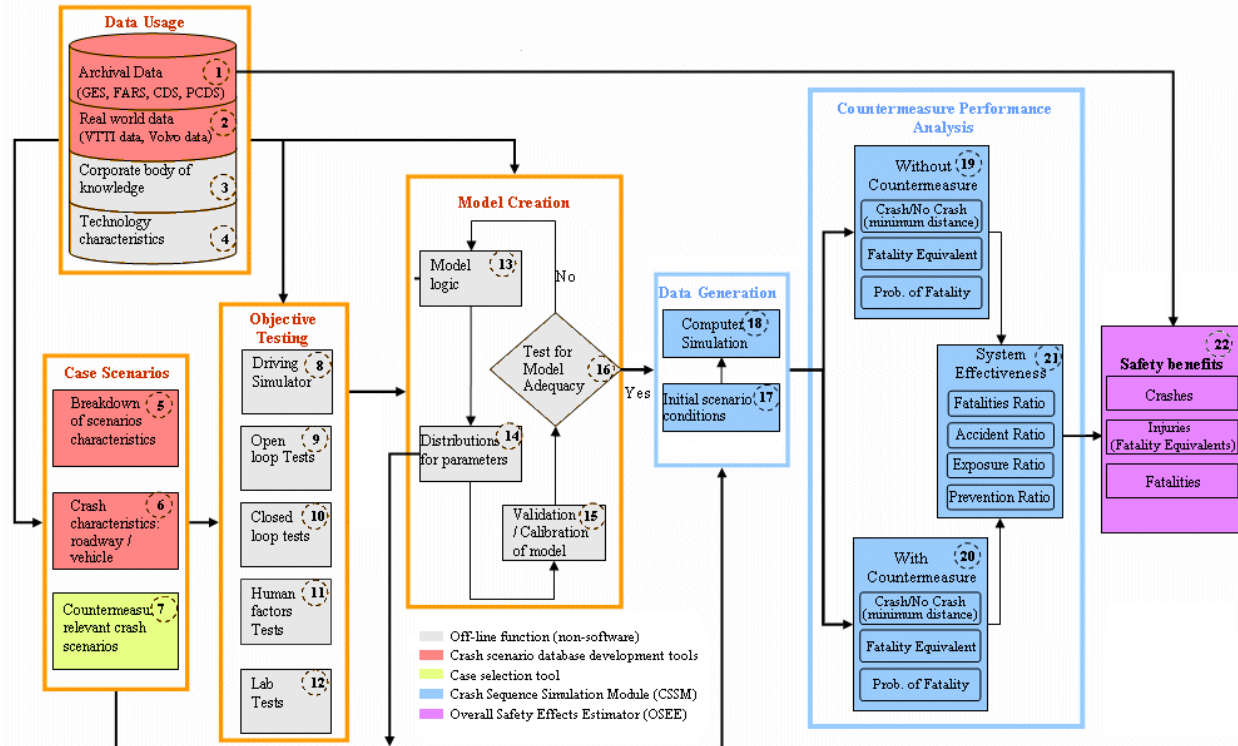 Data Usage
Archival Data
1
(GES, FARS, CDS, PCDS)
Real world data
2
(VTTI data, Volvo data)
Corporate body of
knowledge
3
Technology
characteristics
4
Case Scenarios
Breakdown
5
of scenarios
characteristics
Crash
6
characteristics:
roadway /
vehicle
Countermeasu
7
relevant crash
scenarios
Objective
Testing
Driving
8
Simulator
Open
9
loop Tests
Closed
10
loop tests
Human
11
factors
Tests
Lab
12
Tests
Model Creation
Model
13
logic
No
Test for
Model
16
Adequacy
Yes
Distributions
14
for parameters
Validation
15
/ Calibration
of model
Off-line function (non-software)
Crash scenario database development tools
Case selection tool
Crash Sequence Simulation Module (CSSM)
Overall Safety Effects Estimator (OSEE)
Data Generation
Computer
18
Simulation
Initial scenario
17
conditions
Countermeasure Performance
Analysis
Without
19
Countermeasure
Crash/No Crash
(minimum distance)
Fatality Equivalent
Prob. of Fatality
System
21
Effectiveness
Fatalities Ratio
Accident Ratio
Exposure Ratio
Prevention Ratio
With
20
Countermeasure
Crash/No Crash
(minimum distance)
Fatality Equivalent
Prob. of Fatality
22
Safety benefits
Crashes
Injuries
(Fatality Equivalents)
Fatalities